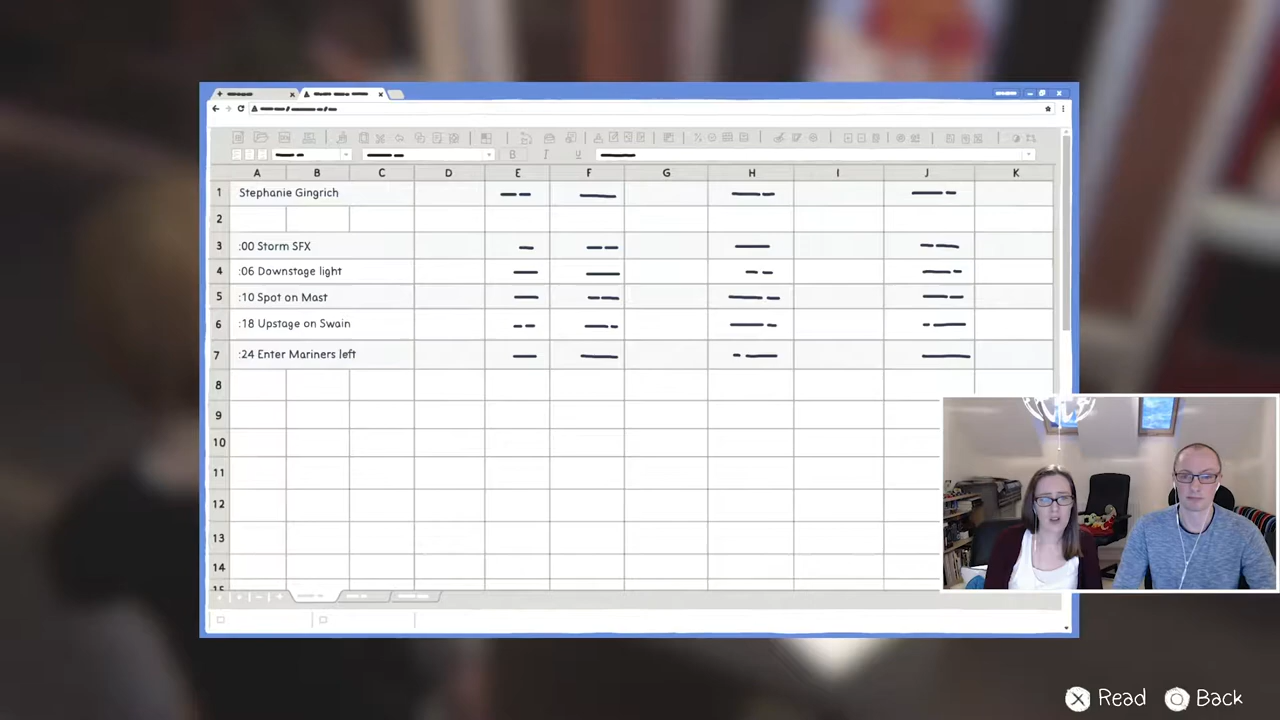 A B C D E F G H I J K
1 Stephanie Gingrich
2
3 :00 Storm SFX
4 :06 Downstage light
5 :10 Spot on Mast
6 :18 Upstage on Swain
7 :24 Enter Mariners left
8
9
10
11
12
13
14
15
B I U
Read Back